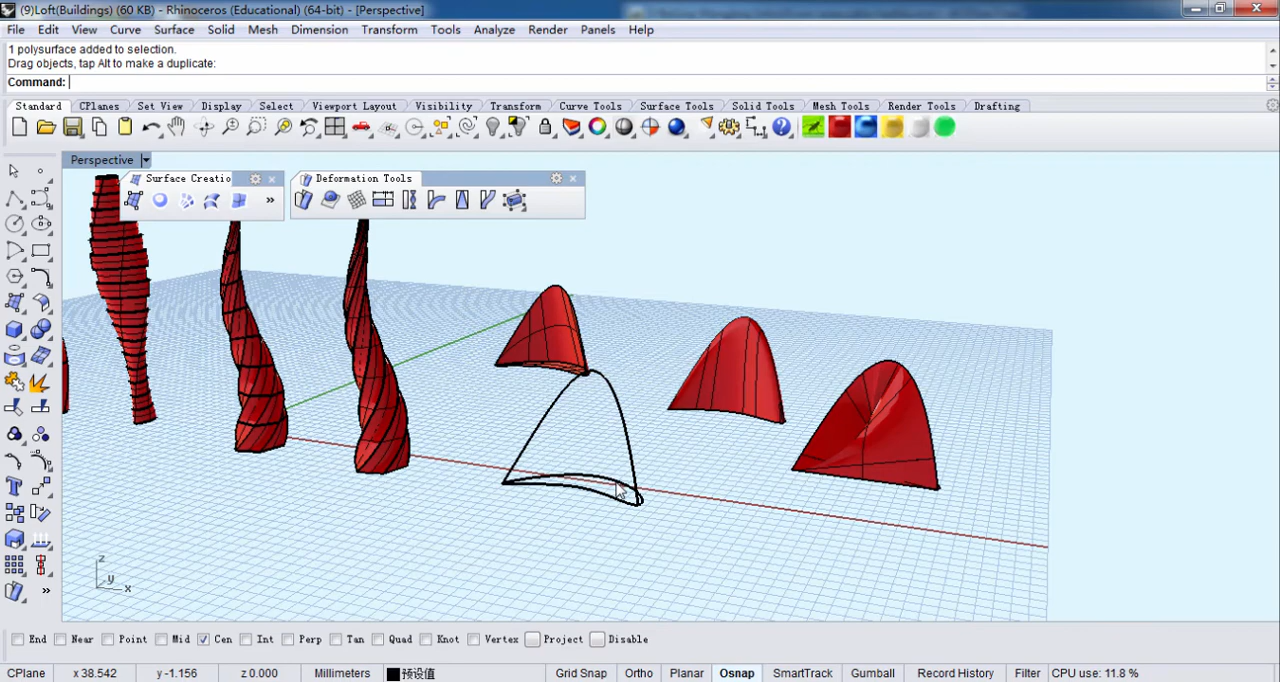 (9)Loft(Buildings) (60 KB) - Rhinoceros (Educational) (64-bit) - [Perspective]
File Edit View Curve Surface Solid Mesh Dimension Transform Tools Analyze Render Panels Help
1 polysurface added to selection.
Drag objects, tap Alt to make a duplicate:
Command:
Standard CPlanes Set View Display Select Viewport Layout Visibility Transform Curve Tools Surface Tools Solid Tools Mesh Tools Render Tools Drafting
Perspective
Surface Creatio Deformation Tools
z
y
x
End Near Point Mid Cen Int Perp Tan Quad Knot Vertex Project Disable
CPlane x 38.542 y -1.156 z 0.000 Millimeters 预设值 Grid Snap Ortho Planar Osnap SmartTrack Gumball Record History Filter CPU use: 11.8 %